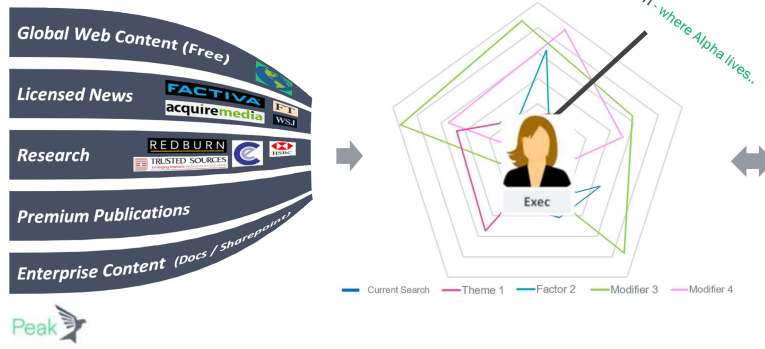 Global Web Content (Free)
Licensed News
FACTIVA
acquiremedia
FT
WSJ
Research
REDBURN
TRUSTED SOURCES
HSBC
Premium Publications
Enterprise Content (Docs / Sharepoint)
Peak
- where Alpha lives..
Exec
Current Search
Theme 1
Factor 2
Modifier 3
Modifier 4